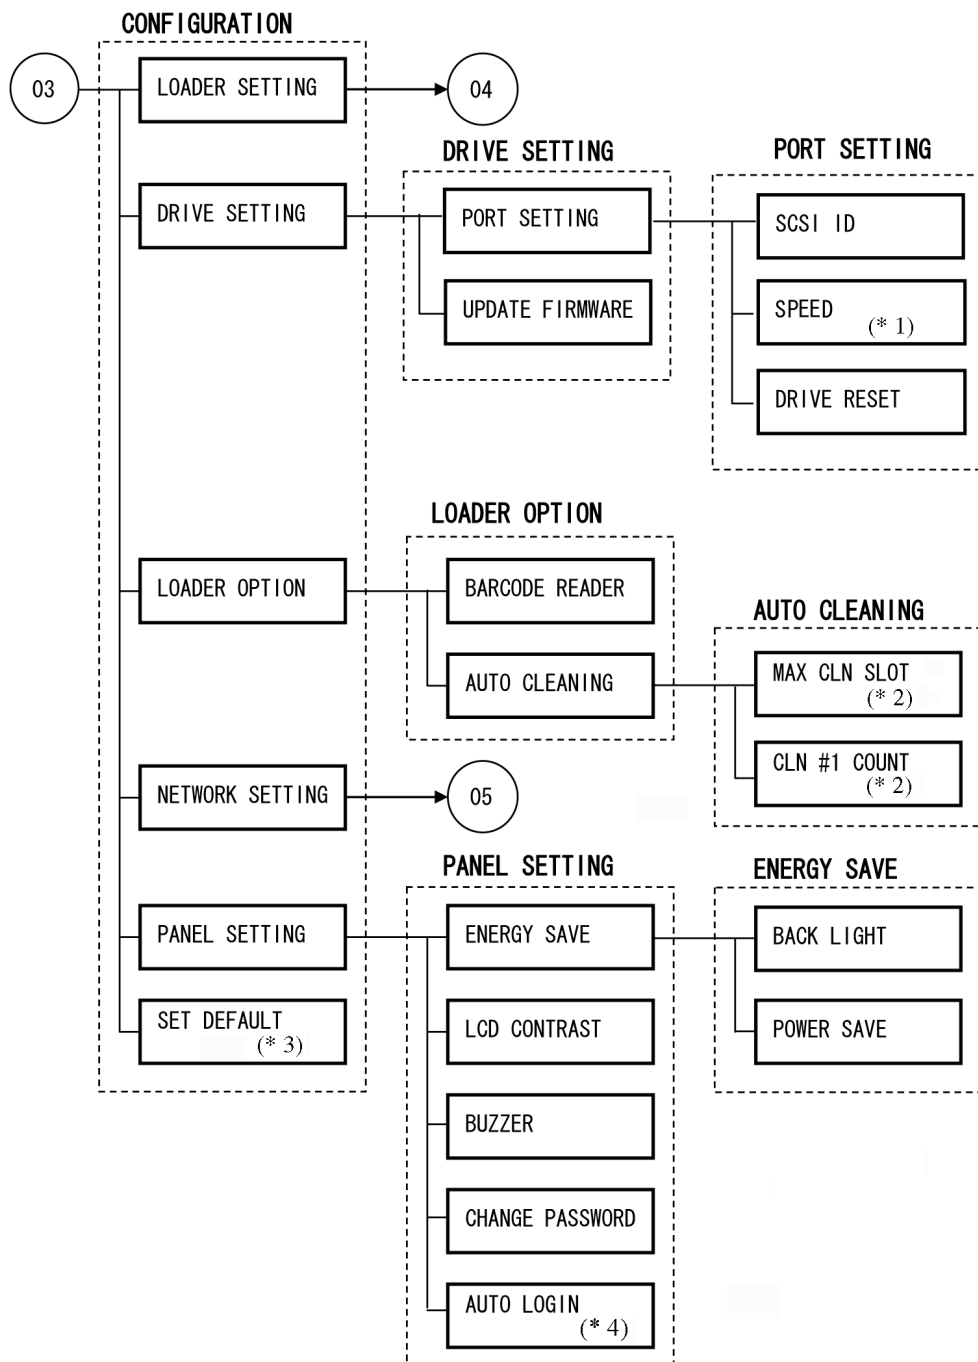 CONFIGURATION
03
LOADER SETTING
04
DRIVE SETTING
PORT SETTING
DRIVE SETTING
PORT SETTING
SCSI ID
UPDATE FIRMWARE
SPEED
(* 1)
DRIVE RESET
LOADER OPTION
LOADER OPTION
BARCODE READER
AUTO CLEANING
AUTO CLEANING
MAX CLN SLOT
(* 2)
CLN #1 COUNT
(* 2)
NETWORK SETTING
05
PANEL SETTING
ENERGY SAVE
PANEL SETTING
ENERGY SAVE
BACK LIGHT
SET DEFAULT
(* 3)
LCD CONTRAST
POWER SAVE
BUZZER
CHANGE PASSWORD
AUTO LOGIN
(* 4)